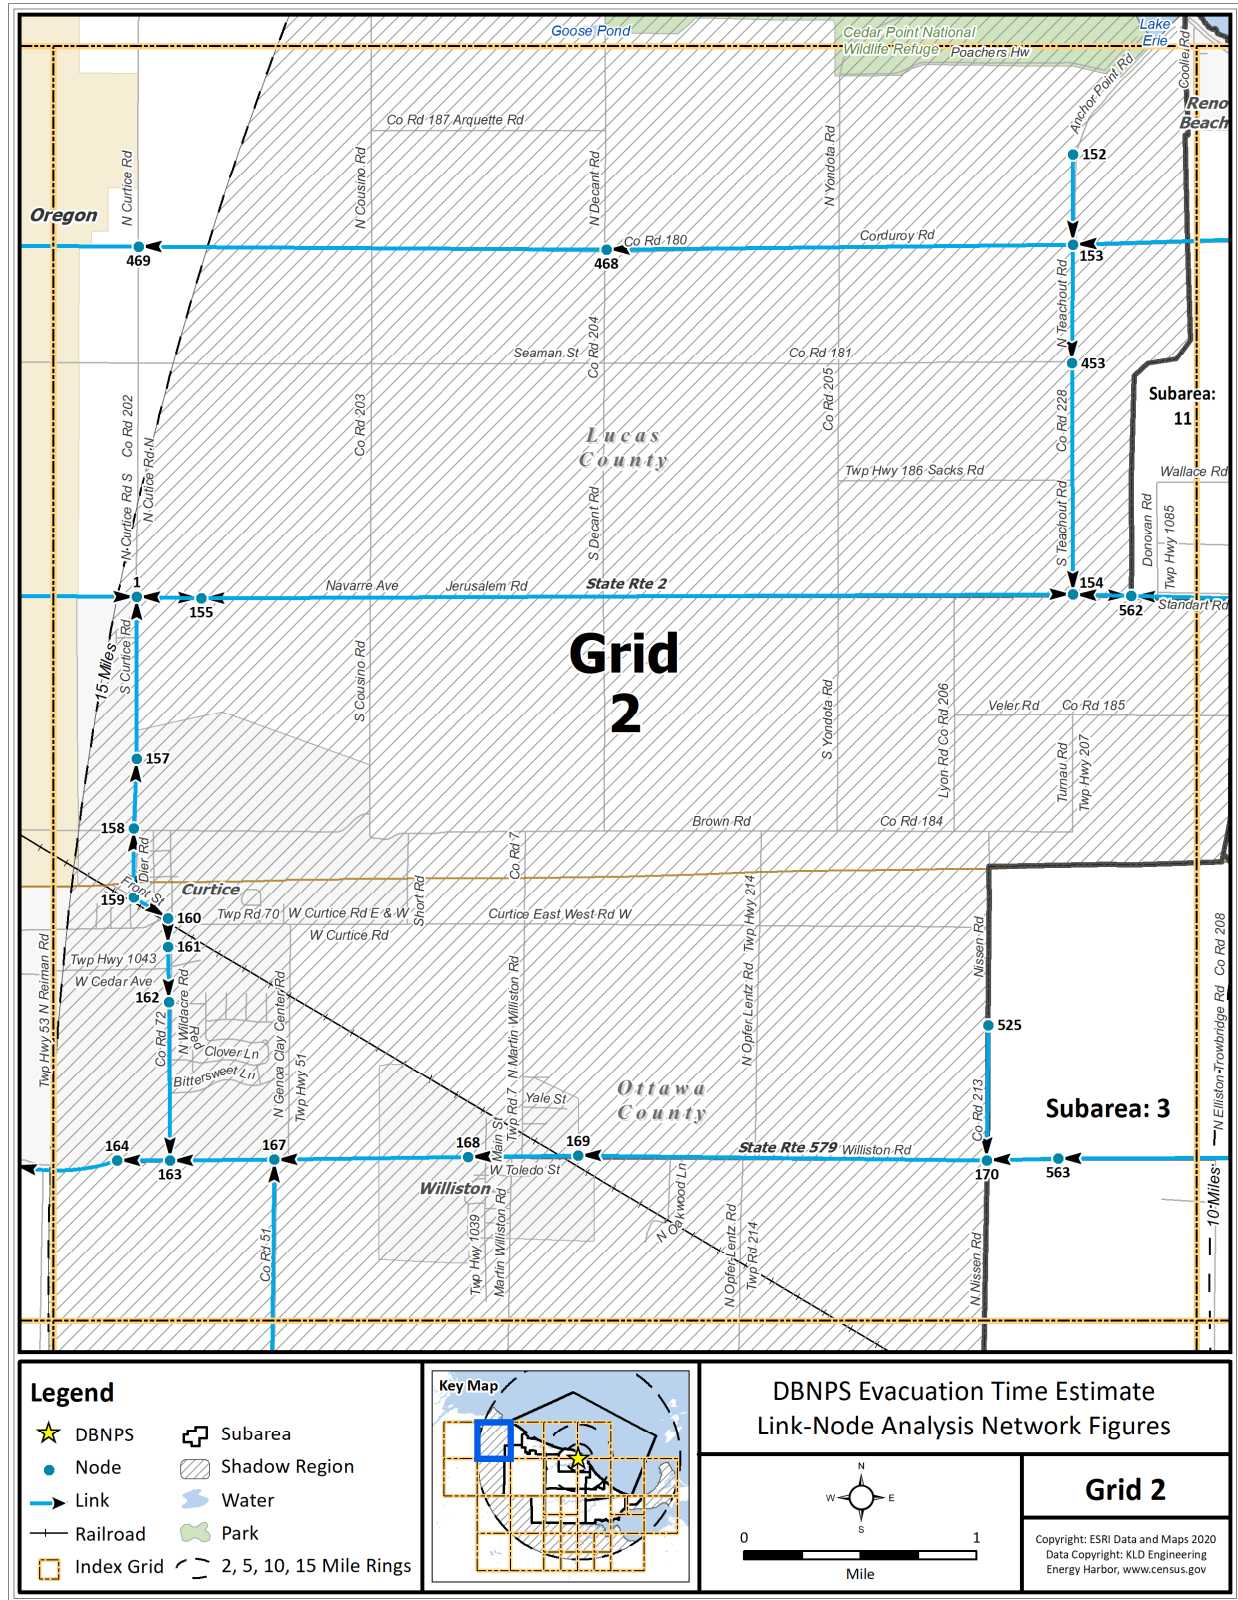 Goose Pond
Cedar Point National
Wildlife Refuge
Poachers Hw
Lake
Erie
Coolie Rd
Anchor Point Rd
Reno
Beach
Co Rd 187 Arquette Rd
N Curtice Rd
N Cousino Rd
N Decant Rd
N Yondota Rd
152
Oregon
Co Rd 180
Corduroy Rd
469
468
153
N Teachout Rd
Seaman St
Co Rd 204
Co Rd 181
453
Co Rd 202
Co Rd 203
Co Rd 205
Co Rd 228
Subarea:
11
Lucas
County
N Cutice Rd N
N Curtice Rd S
Twp Hwy 186 Sacks Rd
Wallace Rd
S Decant Rd
S Teachout Rd
Donovan Rd
Twp Hwy 1085
1
155
Navarre Ave
Jerusalem Rd
State Rte 2
154
562
Standart Rd
15 Miles
S Curtice Rd
S Cousino Rd
Grid
2
S Yondota Rd
Lyon Rd Co Rd 206
Veler Rd
Co Rd 185
Turnau Rd
Twp Hwy 207
157
158
Brown Rd
Co Rd 184
Dier Rd
Co Rd 7
Front St
159
Curtice
160
Twp Rd 70
W Curtice Rd E & W
Short Rd
Curtice East West Rd W
Twp Hwy 214
W Curtice Rd
161
Twp Hwy 1043
W Cedar Ave
162
Twp Hwy 53 N Reiman Rd
Co Rd 72
N Wildacre Rd
Red
Clover Ln
Bittersweet Ln
N Genoa Clay Center Rd
Twp Hwy 51
N Martin Williston Rd
Twp Rd 7
N Opfer Lentz Rd
Nissen Rd
525
Co Rd 208
N Elliston-Trowbridge Rd
Ottawa
County
Yale St
Main St
Co Rd 213
Subarea: 3
164
163
167
168
169
State Rte 579
Williston Rd
170
563
W Toledo St
Williston
Co Rd 51
Twp Hwy 1039
Martin Williston Rd
N Oakwood Ln
N Opfer-Lentz Rd
Twp Rd 214
N Nissen Rd
10 Miles
Legend
DBNPS
Node
Link
Railroad
Index Grid
Subarea
Shadow Region
Water
Park
2, 5, 10, 15 Mile Rings
Key Map
DBNPS Evacuation Time Estimate
Link-Node Analysis Network Figures
N
W
E
S
0
1
Mile
Grid 2
Copyright: ESRI Data and Maps 2020
Data Copyright: KLD Engineering
Energy Harbor, www.census.gov